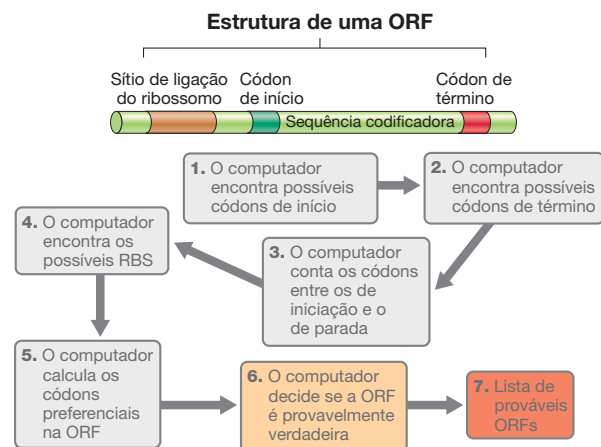 Estrutura de uma ORF
Sítio de ligação
do ribossomo
Códon
de início
Códon de
término
Sequência codificadora
1. O computador
encontra possíveis
códons de início
2. O computador
encontra possíveis
códons de término
3. O computador
conta os códons
entre os de
iniciação e o
de parada
4. O computador
encontra os
possíveis RBS
5. O computador
calcula os
códons
preferenciais
na ORF
6. O computador
decide se a ORF
é provavelmente
verdadeira
7. Lista de
prováveis
ORFs